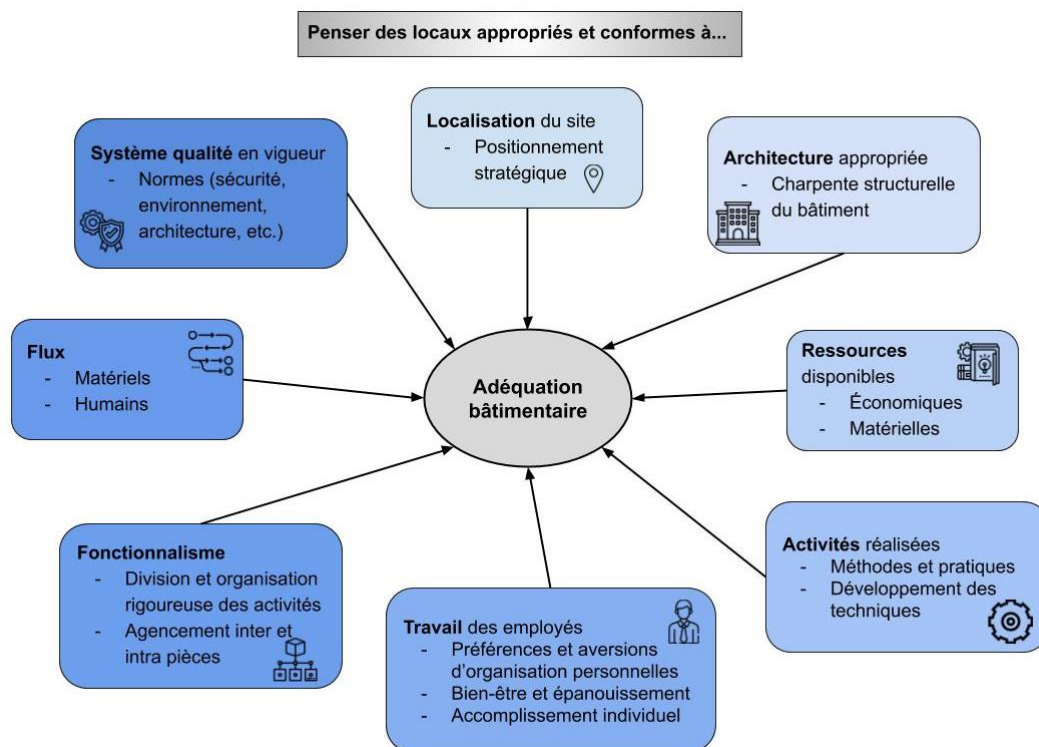 Penser des locaux appropriés et conformes à...
Localisation du site
- Positionnement
stratégique
Système qualité en vigueur
- Normes (sécurité,
environnement,
architecture, etc.)
Architecture appropriée
- Charpente structurelle
du bâtiment
Flux
- Matériels
- Humains
Adéquation
bâtimentaire
Ressources
disponibles
- Économiques
- Matérielles
Fonctionnalisme
- Division et organisation
rigoureuse des activités
- Agencement inter et
intra pièces
Travail des employés
- Préférences et aversions
d'organisation personnelles
- Bien-être et épanouissement
- Accomplissement individuel
Activités réalisées
- Méthodes et pratiques
- Développement des
techniques